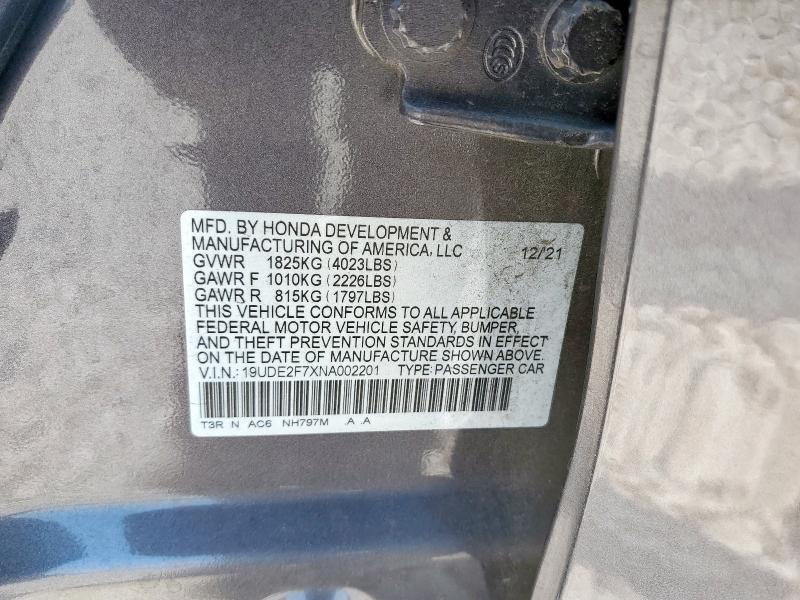 MFD. BY HONDA DEVELOPMENT &
MANUFACTURING OF AMERICA, LLC 12/21
GVWR 1825KG (4023LBS)
GAWR F 1010KG (2226LBS)
GAWR R 815KG (1797LBS)
THIS VEHICLE CONFORMS TO ALL APPLICABLE
FEDERAL MOTOR VEHICLE SAFETY, BUMPER,
AND THEFT PREVENTION STANDARDS IN EFFECT
ON THE DATE OF MANUFACTURE SHOWN ABOVE.
V.I.N.: 19UDE2F7XNA002201 TYPE: PASSENGER CAR
T3R N AC6 NH797M .A .A